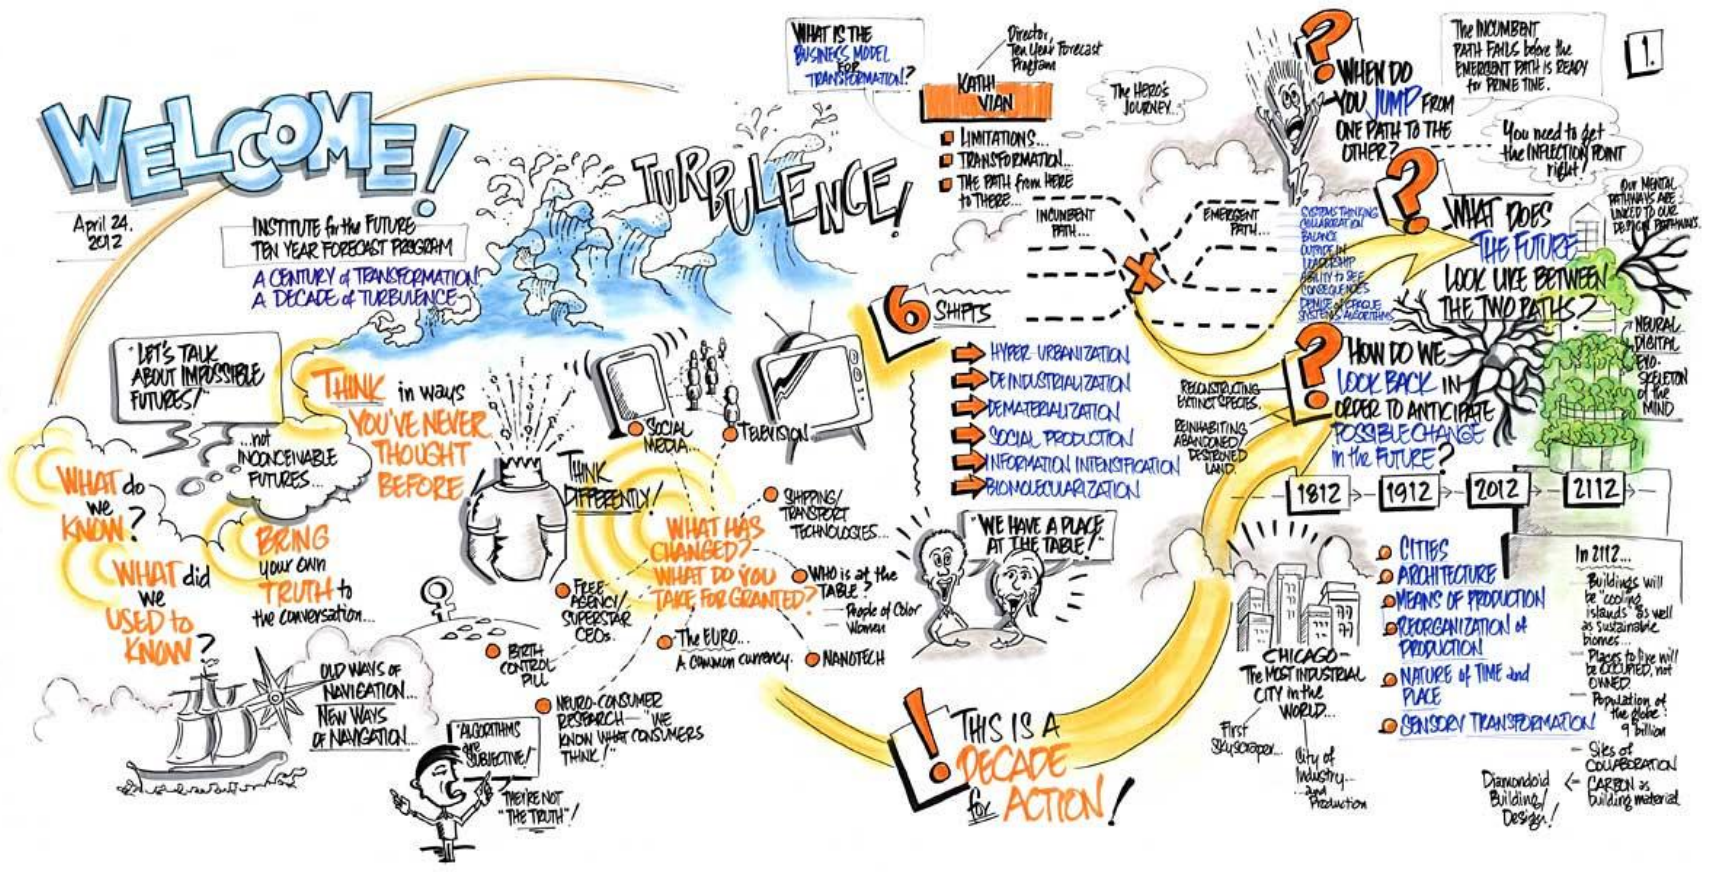 WELCOME!
April 24.
2012
INSTITUTE for the FUTURE
TEN YEAR FORECAST PROGRAM
A CENTURY of TRANSFORMATION!
A DECADE of TURBULENCE
TURBULENCE!
"LET'S TALK
ABOUT IMPOSSIBLE
FUTURES!"
...not
INCONCEIVABLE
FUTURES...
THINK in ways
YOU'VE NEVER
THOUGHT
BEFORE
WHAT do
we
KNOW?
WHAT did
we
USED to
KNOW?
BRING
your own
TRUTH to
the conversation...
OLD WAYS OF
NAVIGATION...
NEW WAYS
OF NAVIGATION...
"ALGORITHMS
are
SUBJECTIVE!"
THEY'RE NOT
"THE TRUTH"!
THINK
DIFFERENTLY!
SOCIAL
MEDIA...
TELEVISION
WHAT HAS
CHANGED?
WHAT DO YOU
TAKE FOR GRANTED?
SHIPPING/
TRANSPORT
TECHNOLOGIES...
WHO is at the
TABLE?
People of Color
Women
NANOTECH
The EURO...
A Common currency.
FREE
AGENCY/
SUPERSTAR
CEOs.
BIRTH
CONTROL
PILL
NEURO-CONSUMER
RESEARCH - "WE
KNOW WHAT CONSUMERS
THINK!"
WHAT IS THE
BUSINESS MODEL
FOR
TRANSFORMATION?
Director,
Ten Year Forecast
Program
KATHI
VIAN
The HERO'S
JOURNEY...
LIMITATIONS...
TRANSFORMATION...
THE PATH from HERE
to THERE...
INCUMBENT
PATH...
EMERGENT
PATH...
X
6
SHIFTS
HYPER-URBANIZATION
DEINDUSTRIALIZATION
DEMATERIALIZATION
SOCIAL PRODUCTION
INFORMATION INTENSIFICATION
BIOMOLECULARIZATION
"WE HAVE A PLACE
AT THE TABLE!"
! THIS IS A
DECADE
for ACTION!
?
WHEN DO
YOU JUMP FROM
ONE PATH TO THE
OTHER?
The INCUMBENT
PATH FAILS before the
EMERGENT PATH IS READY
for PRIME TIME.
1.
You need to get
the INFLECTION POINT
right!
SYSTEMS THINKING
COLLABORATION
BALANCE
OUTSIDE IN
LEADERSHIP
ABILITY to SEE
CONSEQUENCES
DEMISE of OPAQUE
SYSTEMS ALGORITHMS
?
WHAT DOES
THE FUTURE
LOOK LIKE BETWEEN
THE TWO PATHS?
OUR MENTAL
PATHWAYS ARE
LINKED TO OUR
DESIGN PATHWAYS.
NEURAL
DIGITAL
EXO-
SKELETON
of the
MIND
?
HOW DO WE
LOOK BACK IN
ORDER TO ANTICIPATE
POSSIBLE CHANGE
in the FUTURE?
RECONSTRUCTING
EXTINCT SPECIES.
REINHABITING
ABANDONED/
DESTROYED
LAND.
1812
1912
2012
2112
CHICAGO -
The MOST INDUSTRIAL
CITY in the
WORLD...
First
Skyscraper...
City of
Industry...
...and
Production
CITIES
ARCHITECTURE
MEANS OF PRODUCTION
REORGANIZATION of
PRODUCTION
NATURE of TIME and
PLACE
SENSORY TRANSFORMATION
In 2112...
- Buildings will
be "cooling
islands" as well
as sustainable
biomes...
- Places to live will
be OCCUPIED, not
OWNED.
- Population of
the globe:
9 billion
- Sites of
COLLABORATION
- CARBON as
building material.
Diamondoid
Building/
Design!